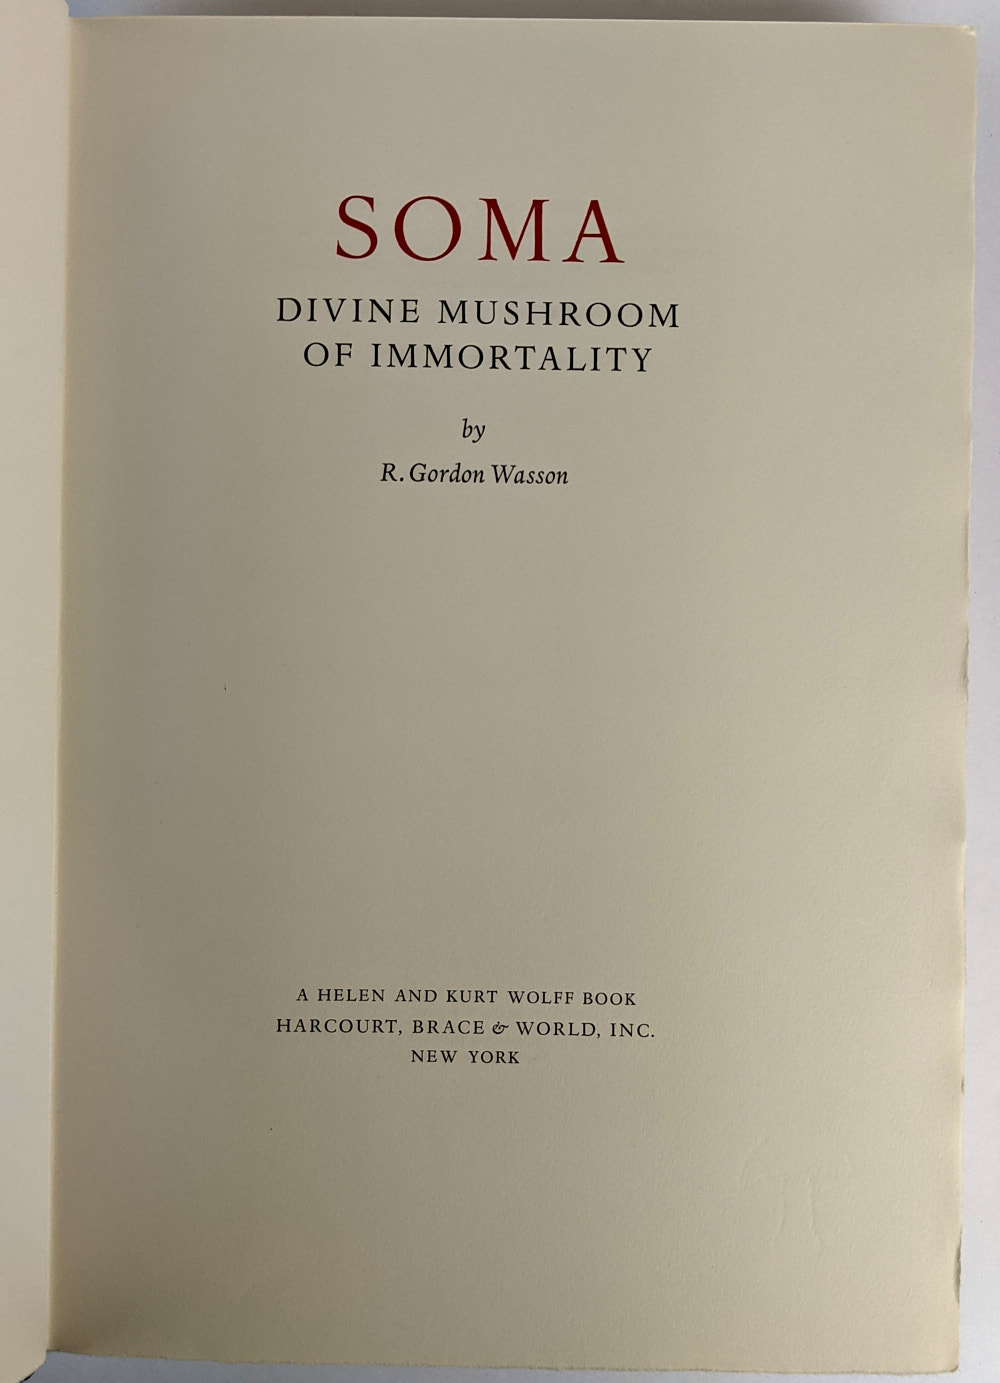 SOMA
DIVINE MUSHROOM
OF IMMORTALITY
by
R. Gordon Wasson
A HELEN AND KURT WOLFF BOOK
HARCOURT, BRACE & WORLD, INC.
NEW YORK